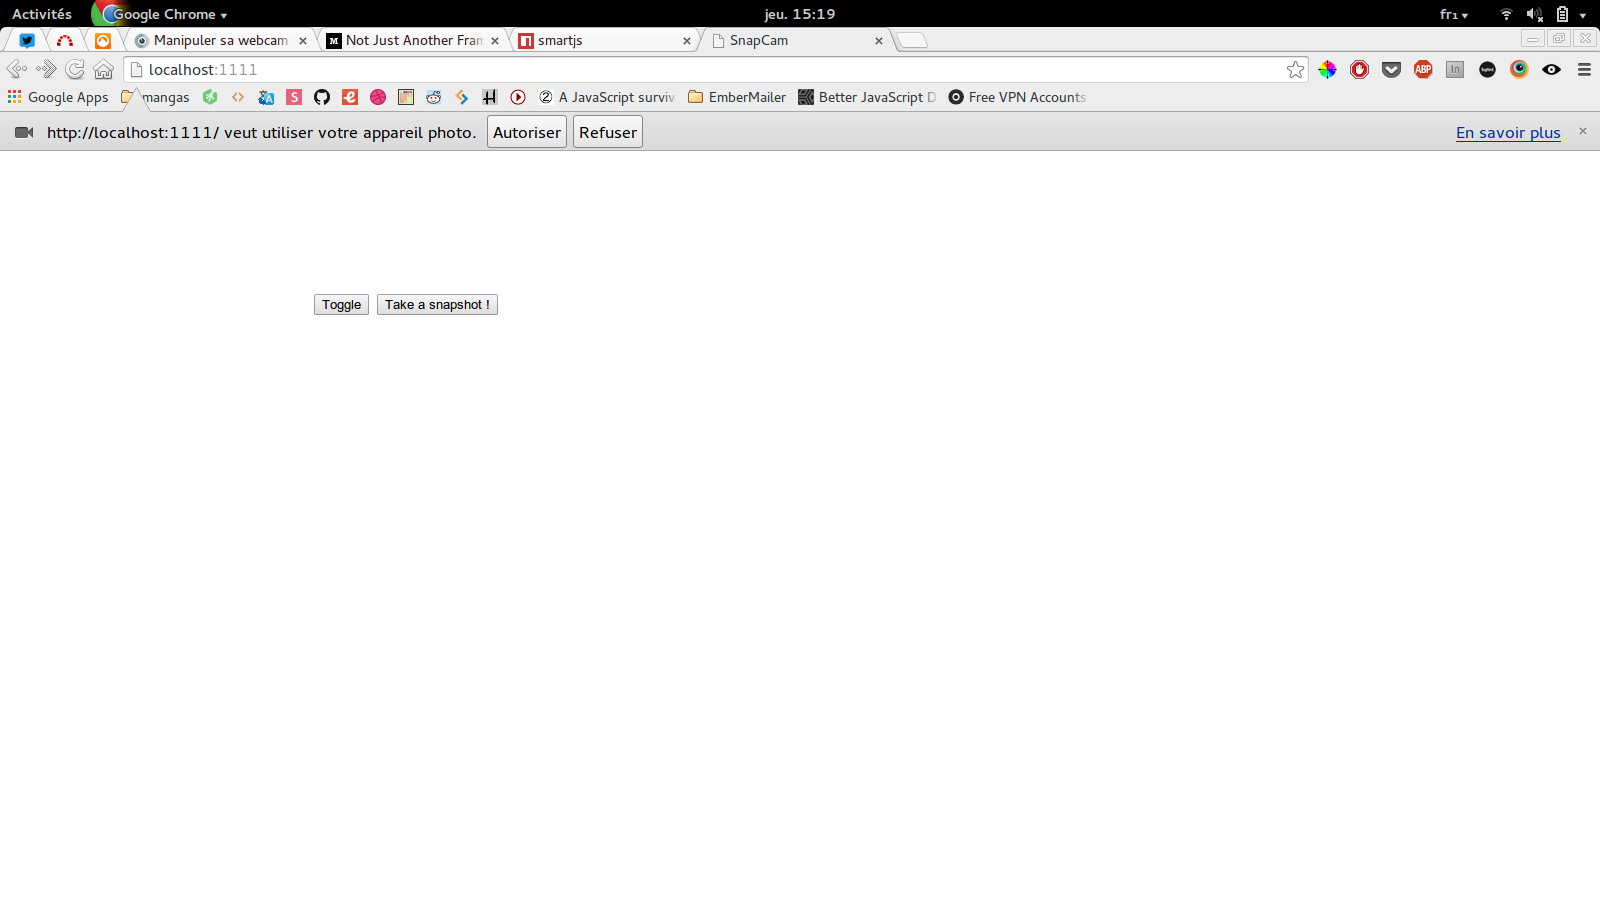 Activités Google Chrome jeu. 15:19 fr₁
Manipuler sa webcam Not Just Another Fran smartjs SnapCam
localhost:1111 ABP In
Google Apps mangas S A JavaScript surviv EmberMailer Better JavaScript D Free VPN Accounts
http://localhost:1111/ veut utiliser votre appareil photo. Autoriser Refuser En savoir plus
Toggle Take a snapshot !